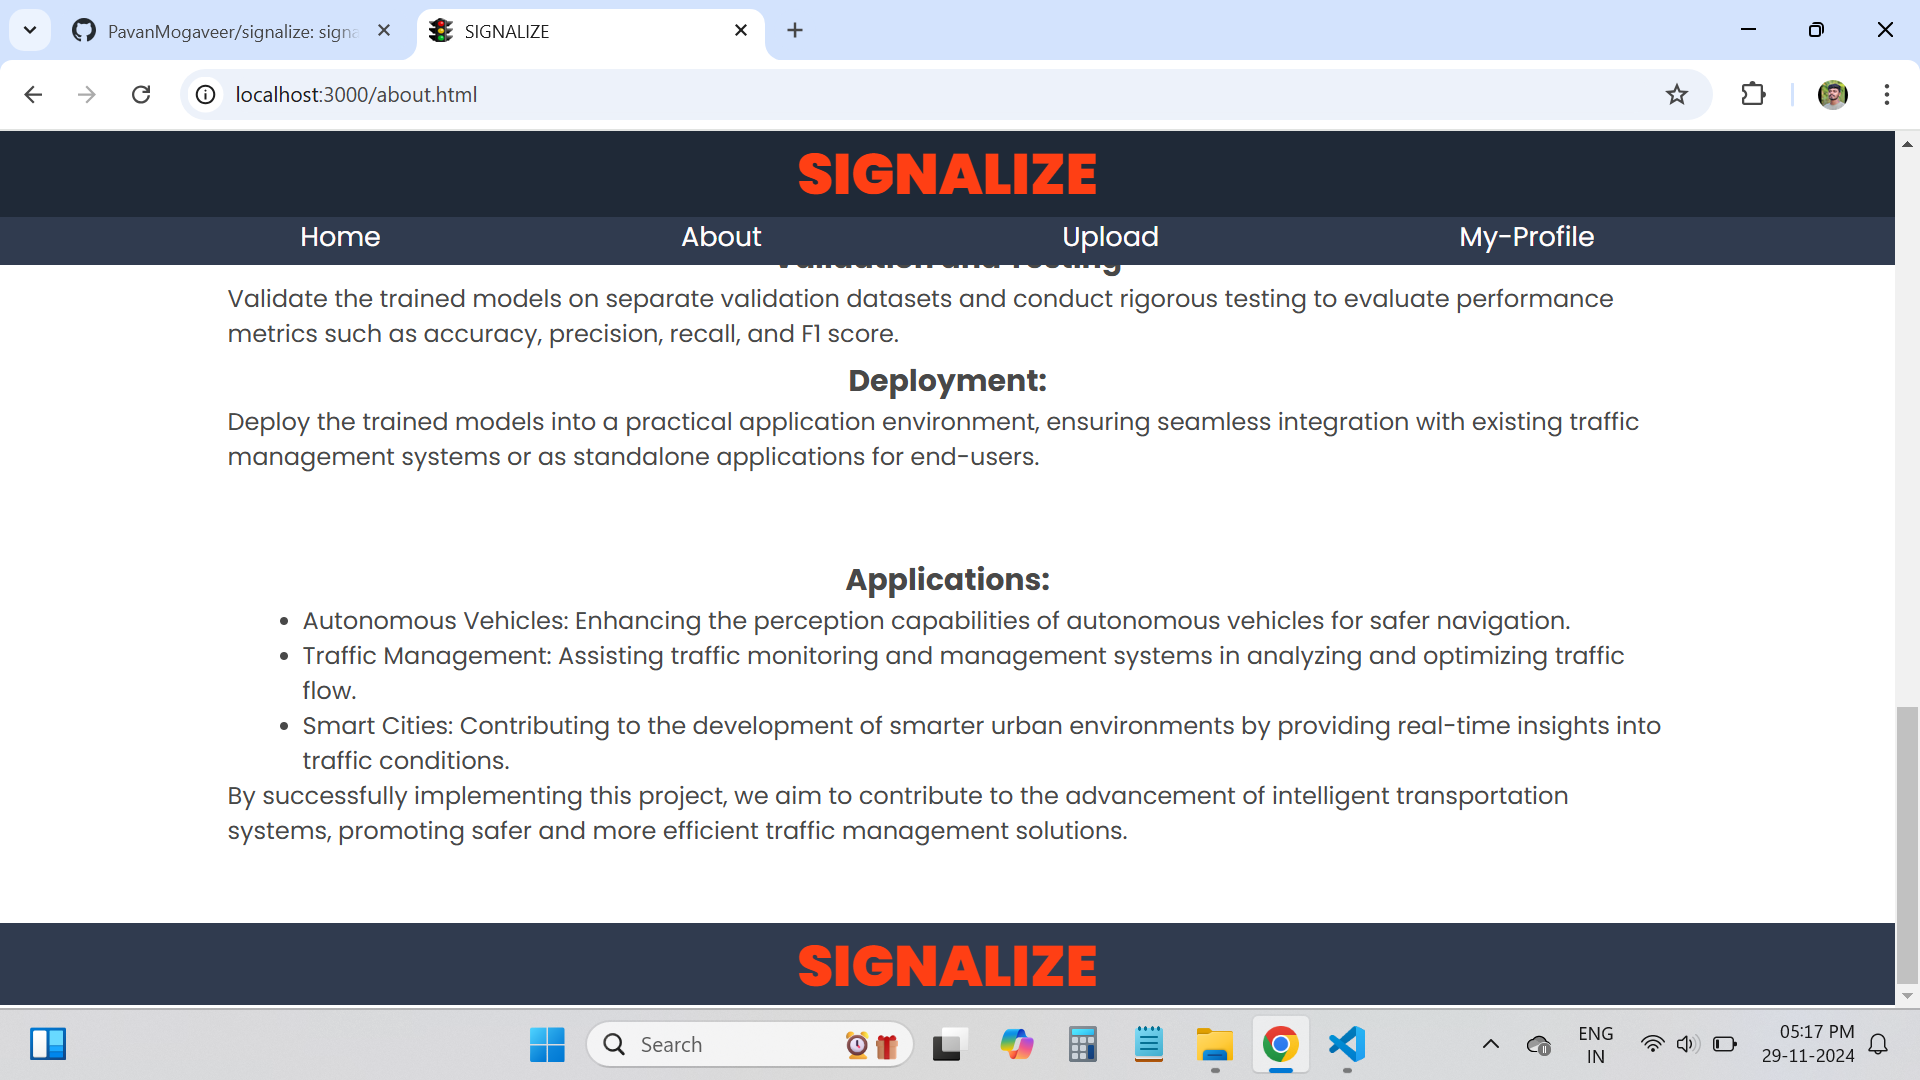 PavanMogaveer/signalize: signa
SIGNALIZE
localhost:3000/about.html
SIGNALIZE
Home About Upload My-Profile
Validation and Testing
Validate the trained models on separate validation datasets and conduct rigorous testing to evaluate performance
metrics such as accuracy, precision, recall, and F1 score.
Deployment:
Deploy the trained models into a practical application environment, ensuring seamless integration with existing traffic
management systems or as standalone applications for end-users.
Applications:
• Autonomous Vehicles: Enhancing the perception capabilities of autonomous vehicles for safer navigation.
• Traffic Management: Assisting traffic monitoring and management systems in analyzing and optimizing traffic
flow.
• Smart Cities: Contributing to the development of smarter urban environments by providing real-time insights into
traffic conditions.
By successfully implementing this project, we aim to contribute to the advancement of intelligent transportation
systems, promoting safer and more efficient traffic management solutions.
SIGNALIZE
Search
ENG
IN
05:17 PM
29-11-2024